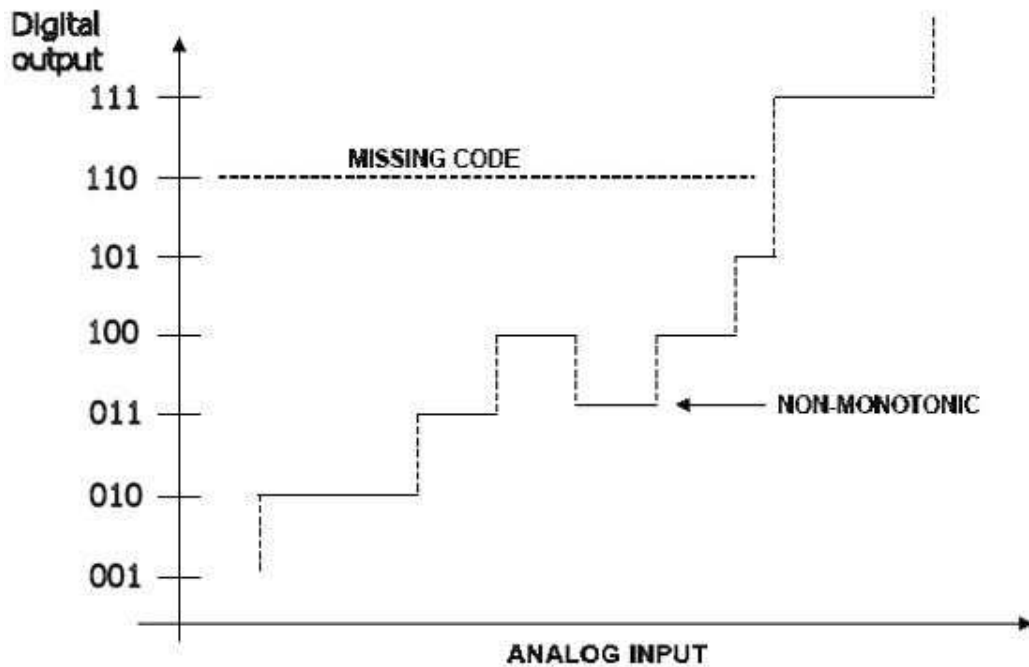 Digital
output
111
MISSING CODE
110
101
100
011
NON-MONOTONIC
010
001
ANALOG INPUT